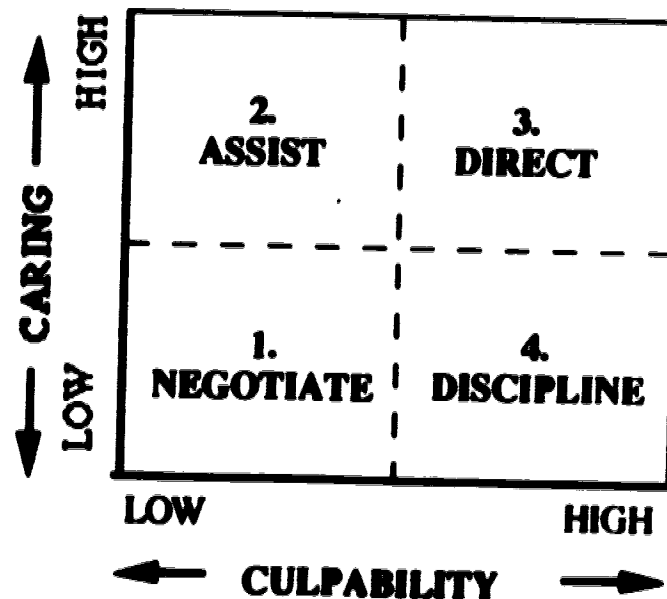 HIGH
CARING
LOW
2.
ASSIST
3.
DIRECT
1.
NEGOTIATE
4.
DISCIPLINE
LOW
HIGH
CULPABILITY